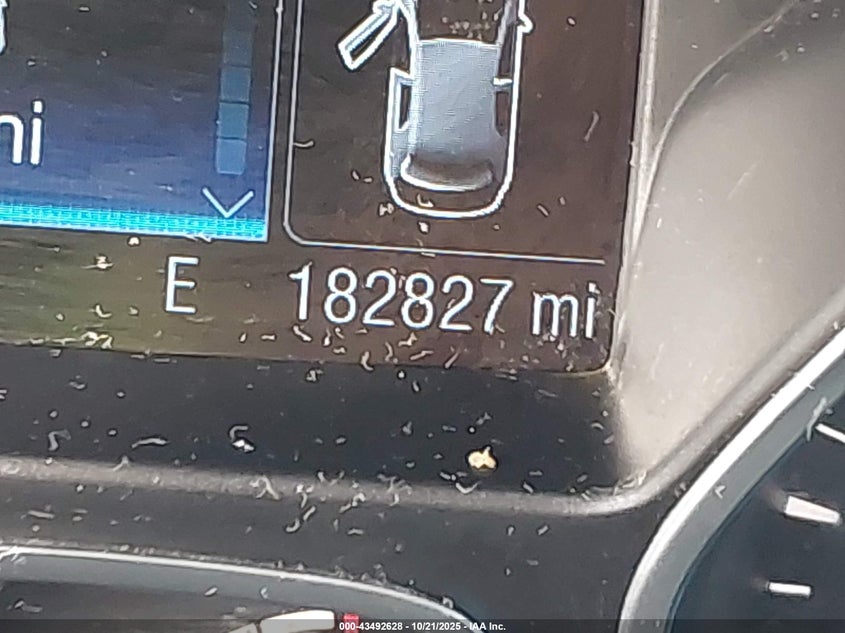 mi
E 182827 mi
000-43492628 - 10/21/2025 - IAA Inc.